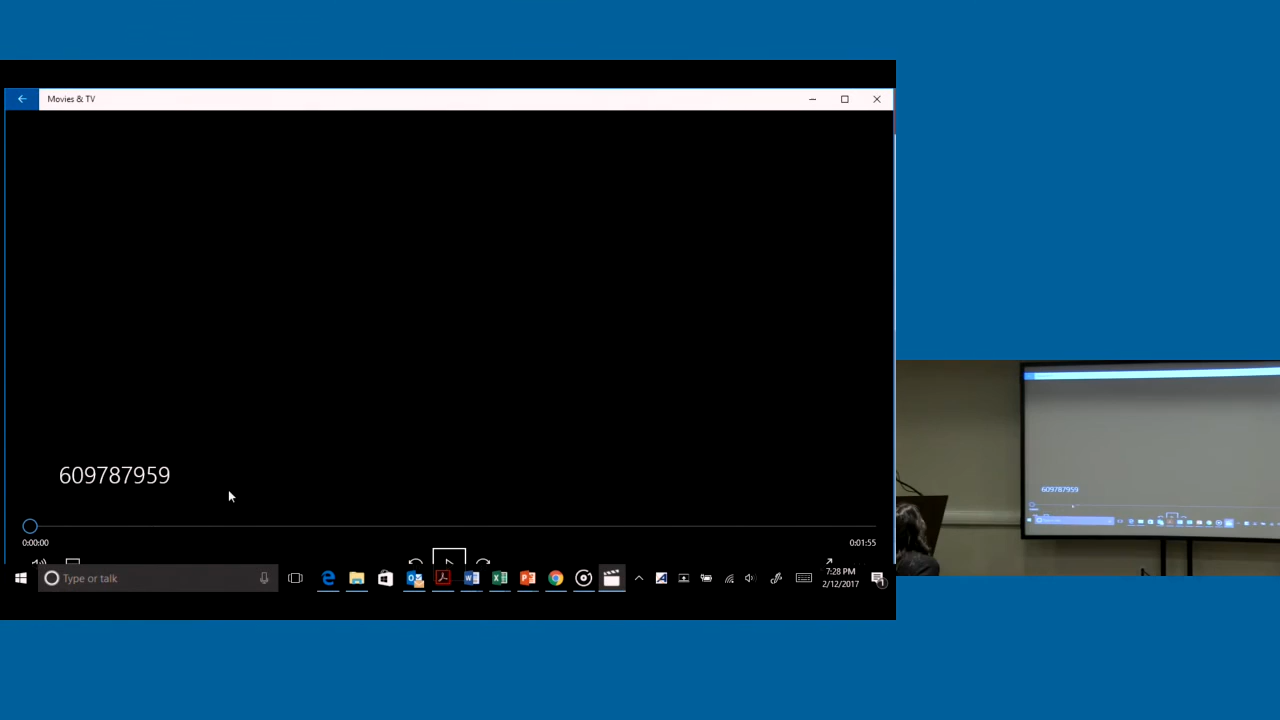 Movies & TV
609787959
0:00:00
0:01:55
Type or talk
7:28 PM
2/12/2017
1
609787959